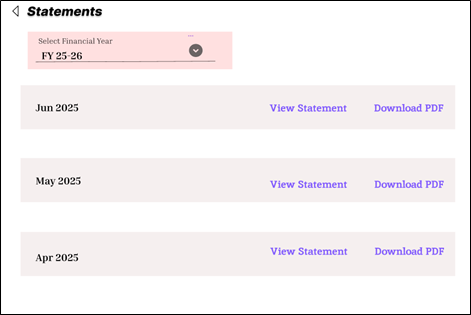 Statements
Select Financial Year
...
FY 25-26
Jun 2025 View Statement Download PDF
May 2025 View Statement Download PDF
Apr 2025 View Statement Download PDF